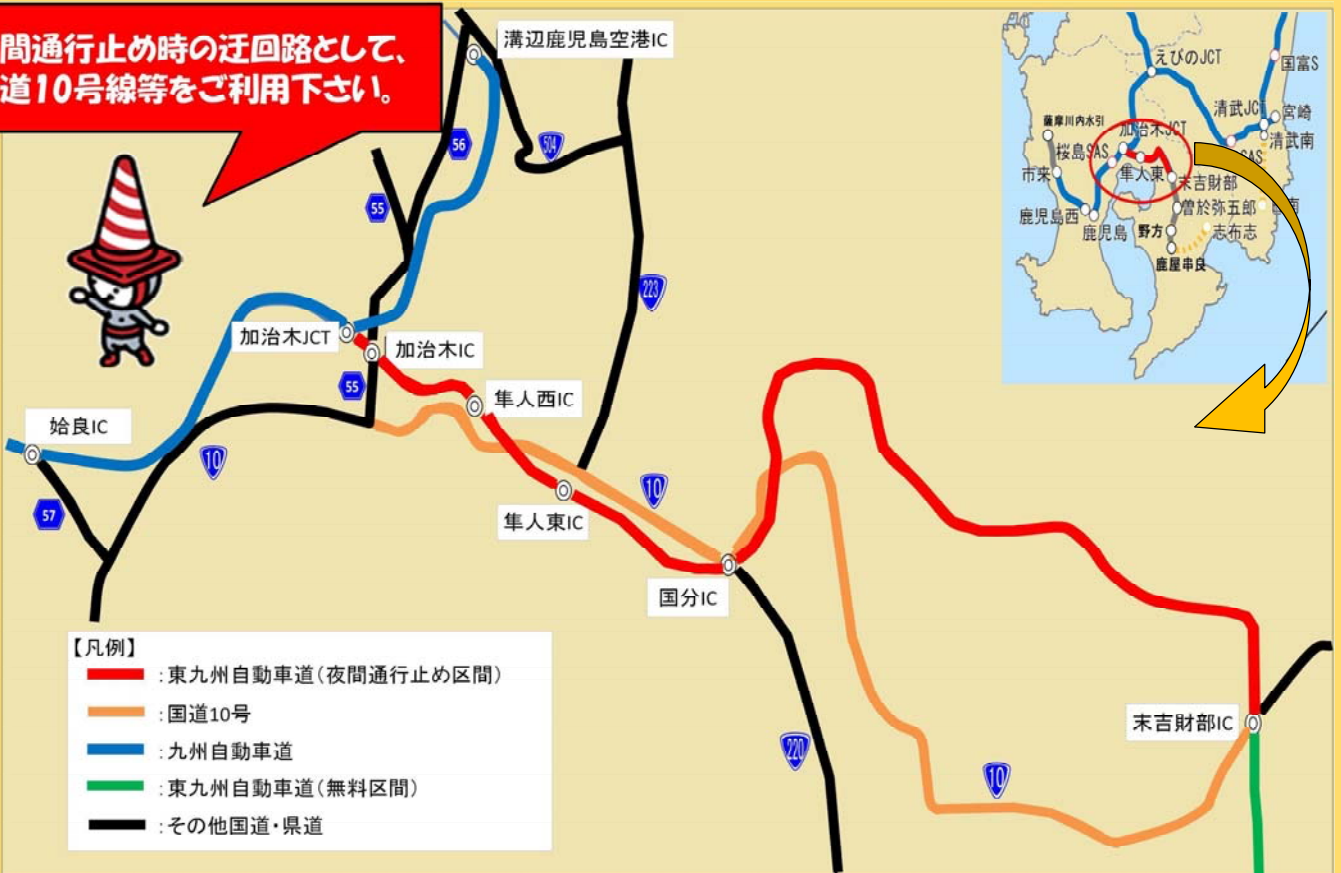 間通行止め時の迂回路として、
道10号線等をご利用下さい。
溝辺鹿児島空港IC
56
504
55
223
加治木JCT
加治木IC
55
隼人西IC
姶良IC
10
10
57
隼人東IC
国分IC
220
末吉財部IC
10
【凡例】
:東九州自動車道(夜間通行止め区間)
:国道10号
:九州自動車道
:東九州自動車道(無料区間)
:その他国道・県道
えびのJCT
国富S
清武JCT
宮崎
清武南
薩摩川内水引
加治木JCT
桜島SAS
市来
隼人東
末吉財部
曽於弥五郎
鹿児島西
鹿児島
野方
志布志
鹿屋串良